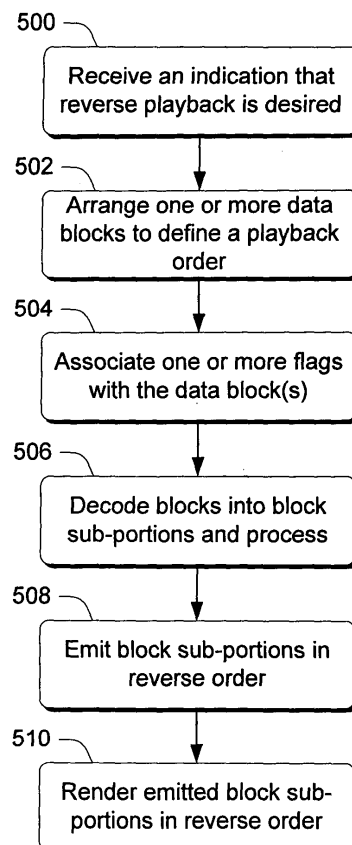 500
Receive an indication that
reverse playback is desired
502
Arrange one or more data
blocks to define a playback
order
504
Associate one or more flags
with the data block(s)
506
Decode blocks into block
sub-portions and process
508
Emit block sub-portions in
reverse order
510
Render emitted block sub-
portions in reverse order